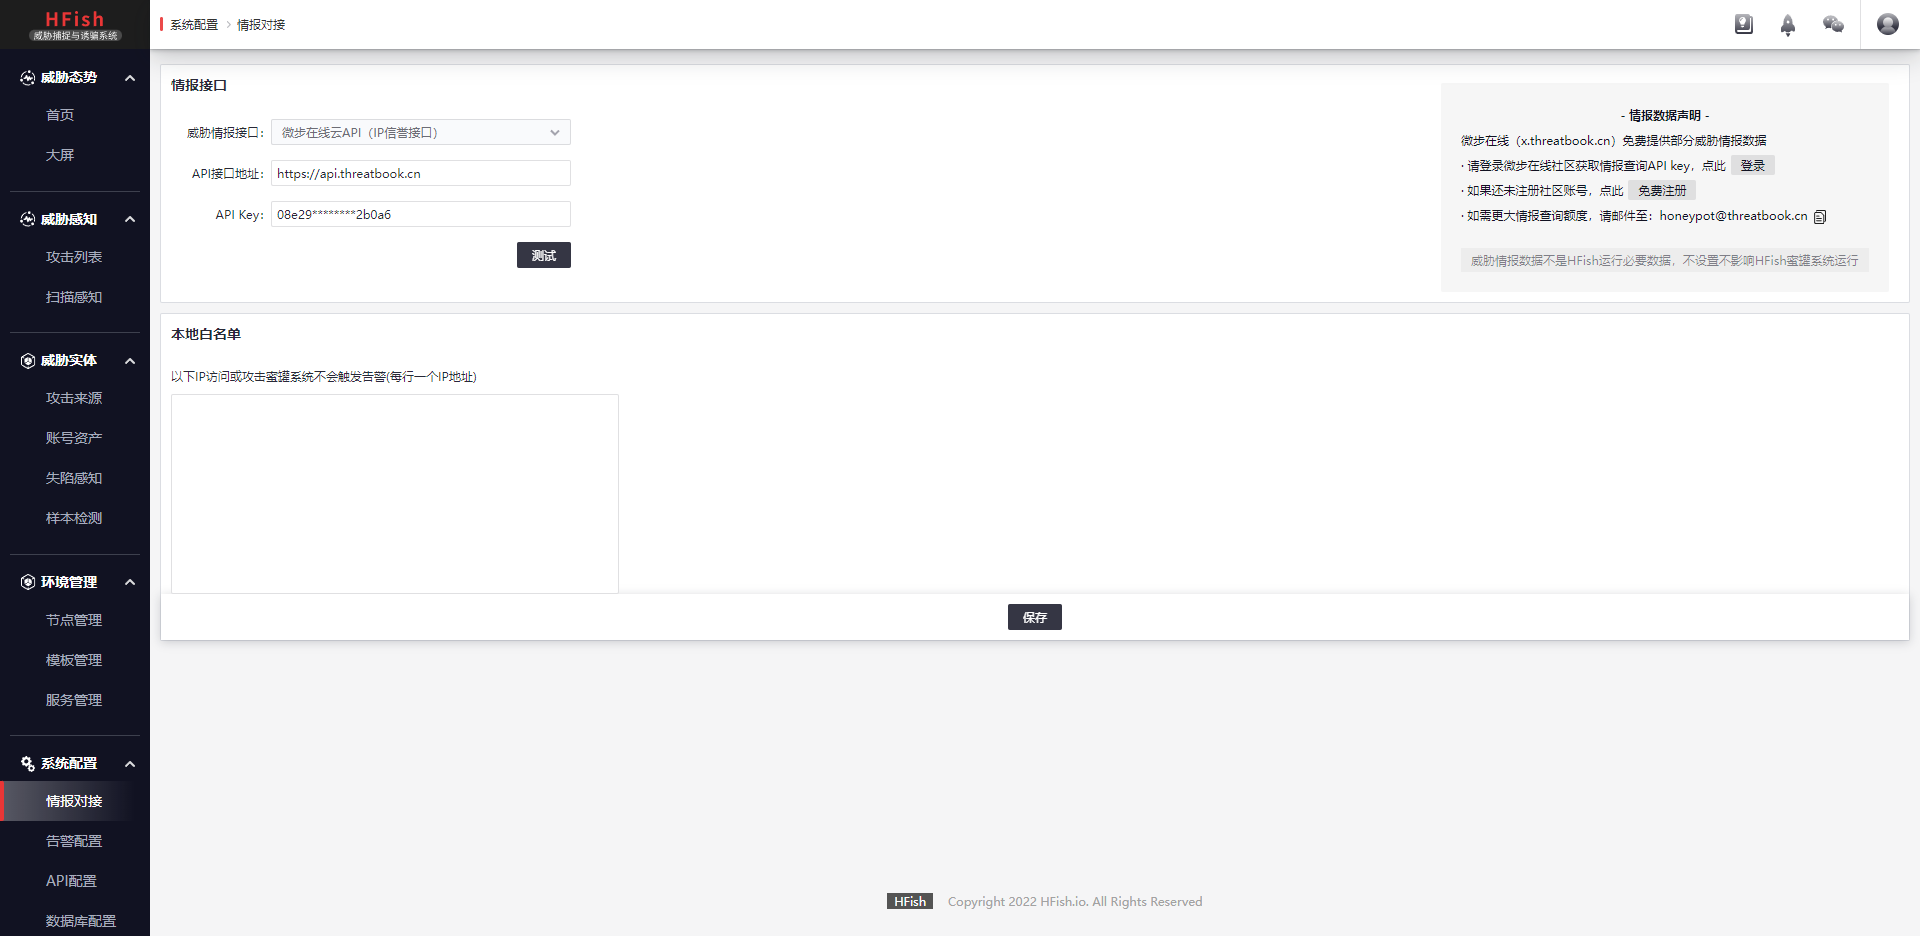 HFish
威胁捕捉与诱骗系统
系统配置 > 情报对接
威胁态势
首页
大屏
威胁感知
攻击列表
扫描感知
威胁实体
攻击来源
账号资产
失陷感知
样本检测
环境管理
节点管理
模板管理
服务管理
系统配置
情报对接
告警配置
API配置
数据库配置
情报接口
威胁情报接口： 微步在线云API（IP信誉接口）
API接口地址： https://api.threatbook.cn
API Key： 08e29********2b0a6
测试
- 情报数据声明 -
微步在线（x.threatbook.cn）免费提供部分威胁情报数据
· 请登录微步在线社区获取情报查询API key，点此 登录
· 如果还未注册社区账号，点此 免费注册
· 如需更大情报查询额度，请邮件至：honeypot@threatbook.cn
威胁情报数据不是HFish运行必要数据，不设置不影响HFish蜜罐系统运行
本地白名单
以下IP访问或攻击蜜罐系统不会触发告警(每行一个IP地址)
保存
HFish Copyright 2022 HFish.io. All Rights Reserved